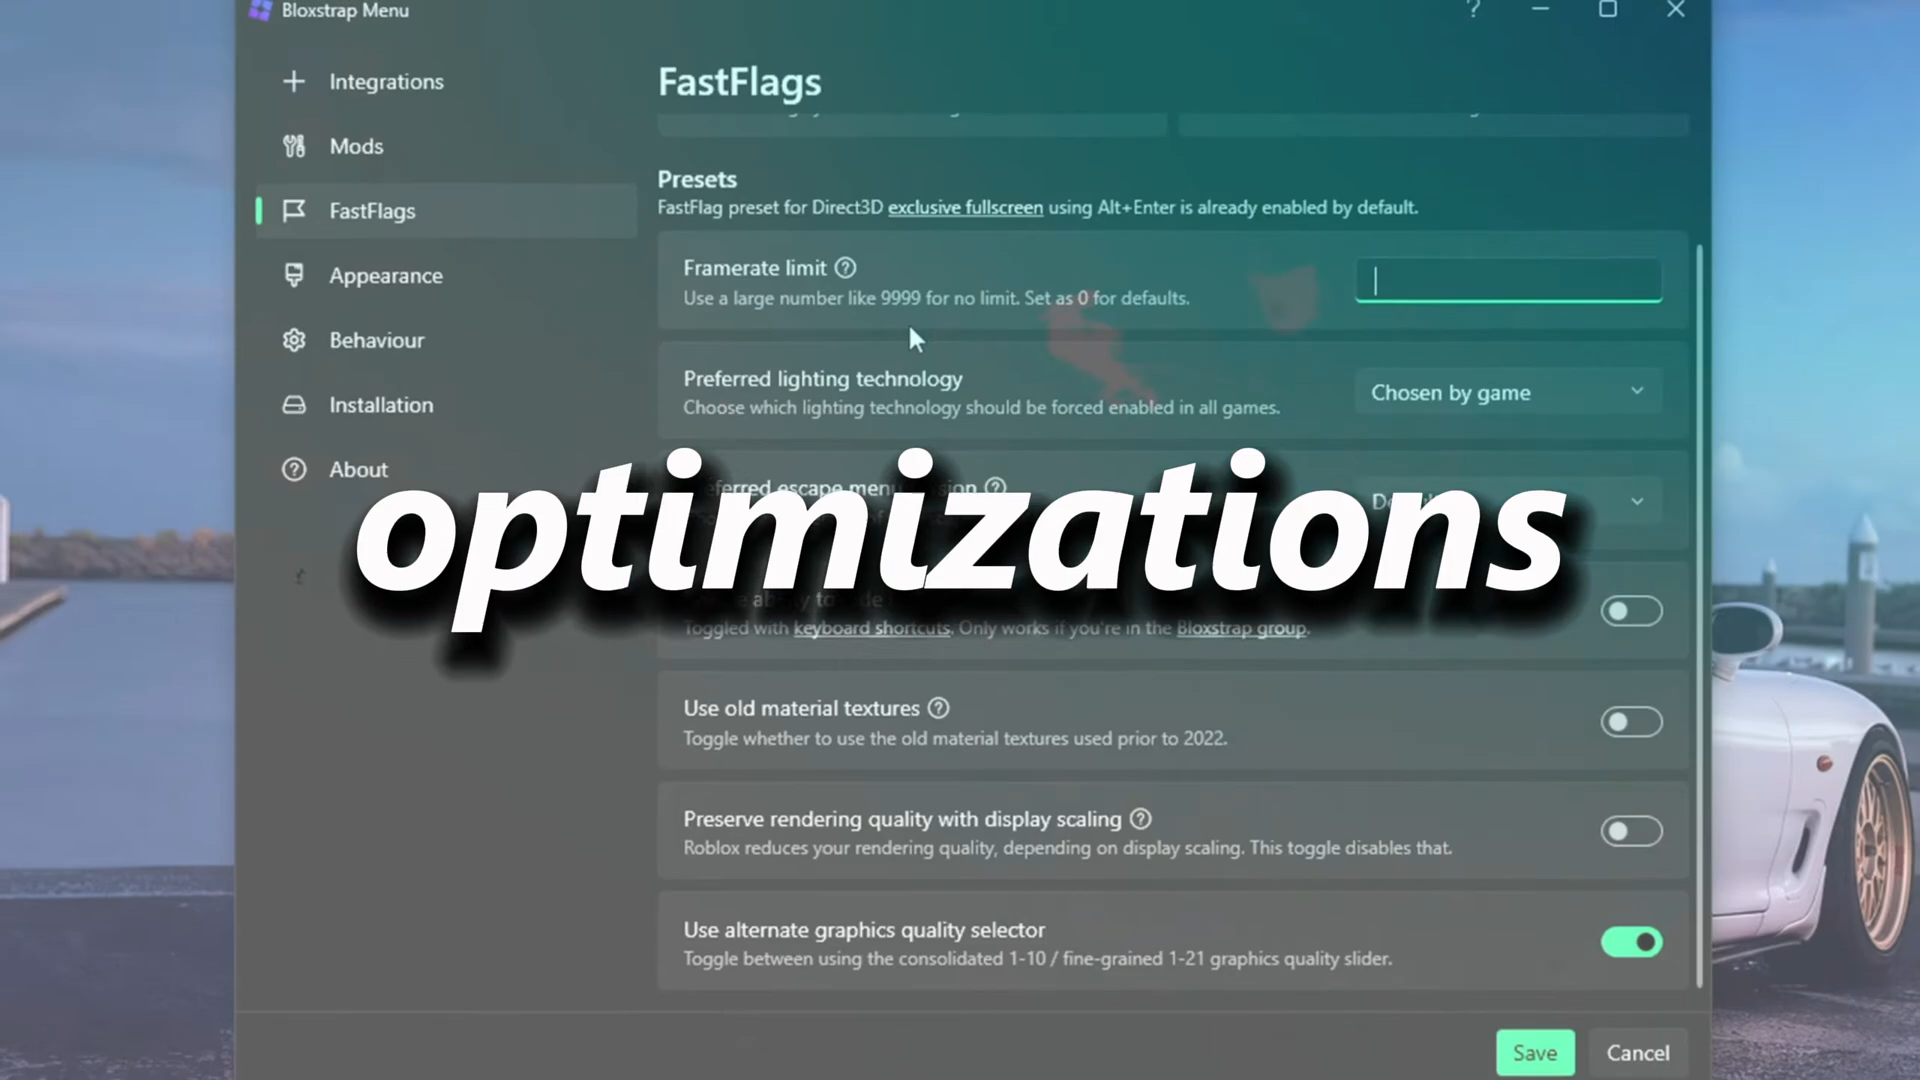 Bloxstrap Menu
Integrations
Mods
FastFlags
Appearance
Behaviour
Installation
About
FastFlags
Presets
FastFlag preset for Direct3D exclusive fullscreen using Alt+Enter is already enabled by default.
Framerate limit
Use a large number like 9999 for no limit. Set as 0 for defaults.
Preferred lighting technology
Choose which lighting technology should be forced enabled in all games.
Chosen by game
escape menu
optimizations
Toggled with keyboard shortcuts. Only works if you're in the Bloxstrap group.
Use old material textures
Toggle whether to use the old material textures used prior to 2022.
Preserve rendering quality with display scaling
Roblox reduces your rendering quality, depending on display scaling. This toggle disables that.
Use alternate graphics quality selector
Toggle between using the consolidated 1-10 / fine-grained 1-21 graphics quality slider.
Save
Cancel